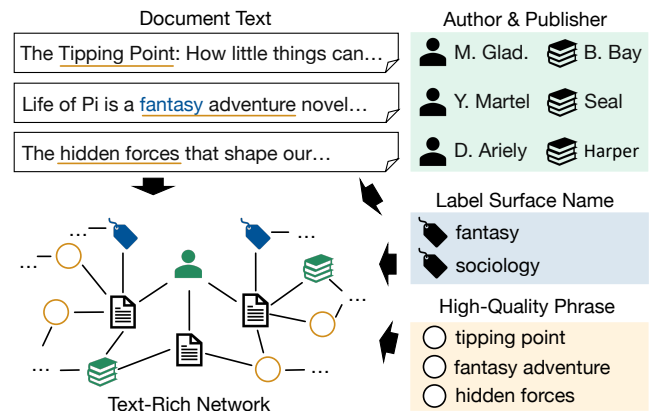 Document Text
The Tipping Point: How little things can…
Life of Pi is a fantasy adventure novel…
The hidden forces that shape our…
Author & Publisher
M. Glad. B. Bay
Y. Martel Seal
D. Ariely Harper
Label Surface Name
fantasy
sociology
High-Quality Phrase
tipping point
fantasy adventure
hidden forces
... ...
... ...
...
... ...
Text-Rich Network